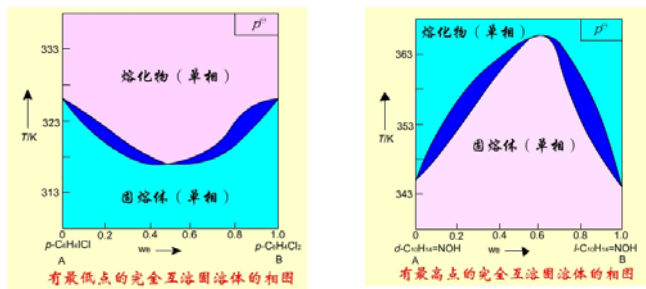 p⊖
333
熔化物（单相）
323
T/K
固熔体（单相）
313
0 0.2 0.4 0.6 0.8 1.0
p-C₆H₄ICl wB p-C₆H₄Cl₂
A B
有最低点的完全互溶固溶体的相图
熔化物（单相） p⊖
363
353
T/K
固熔体（单相）
343
0 0.2 0.4 0.6 0.8 1.0
d-C₁₀H₁₄=NOH wB l-C₁₀H₁₄=NOH
A B
有最高点的完全互溶固溶体的相图